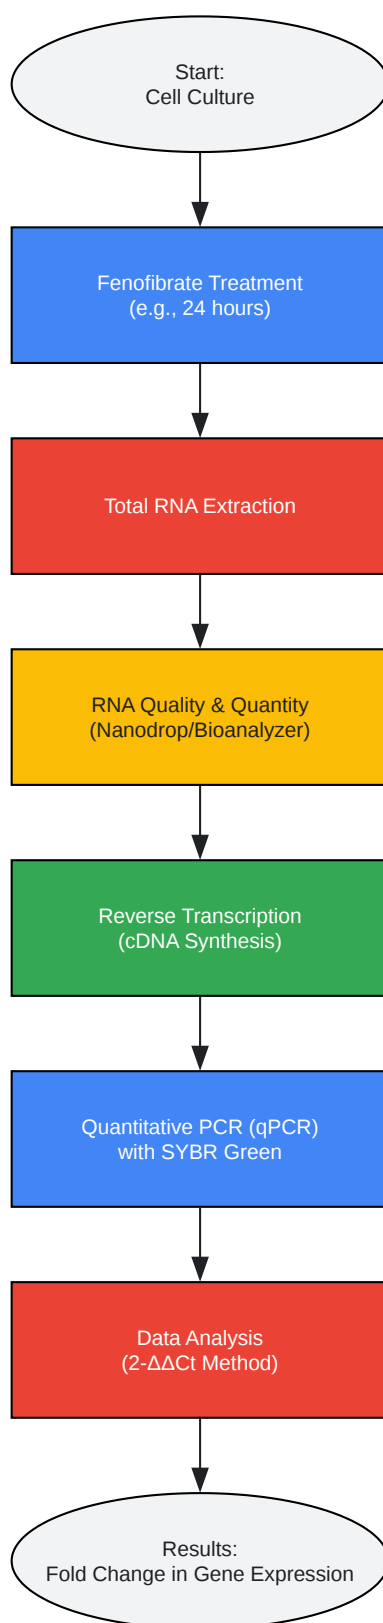 Start:
Cell Culture
Fenofibrate Treatment
(e.g., 24 hours)
Total RNA Extraction
RNA Quality & Quantity
(Nanodrop/Bioanalyzer)
Reverse Transcription
(cDNA Synthesis)
Quantitative PCR (qPCR)
with SYBR Green
Data Analysis
(2-ΔΔCt Method)
Results:
Fold Change in Gene Expression